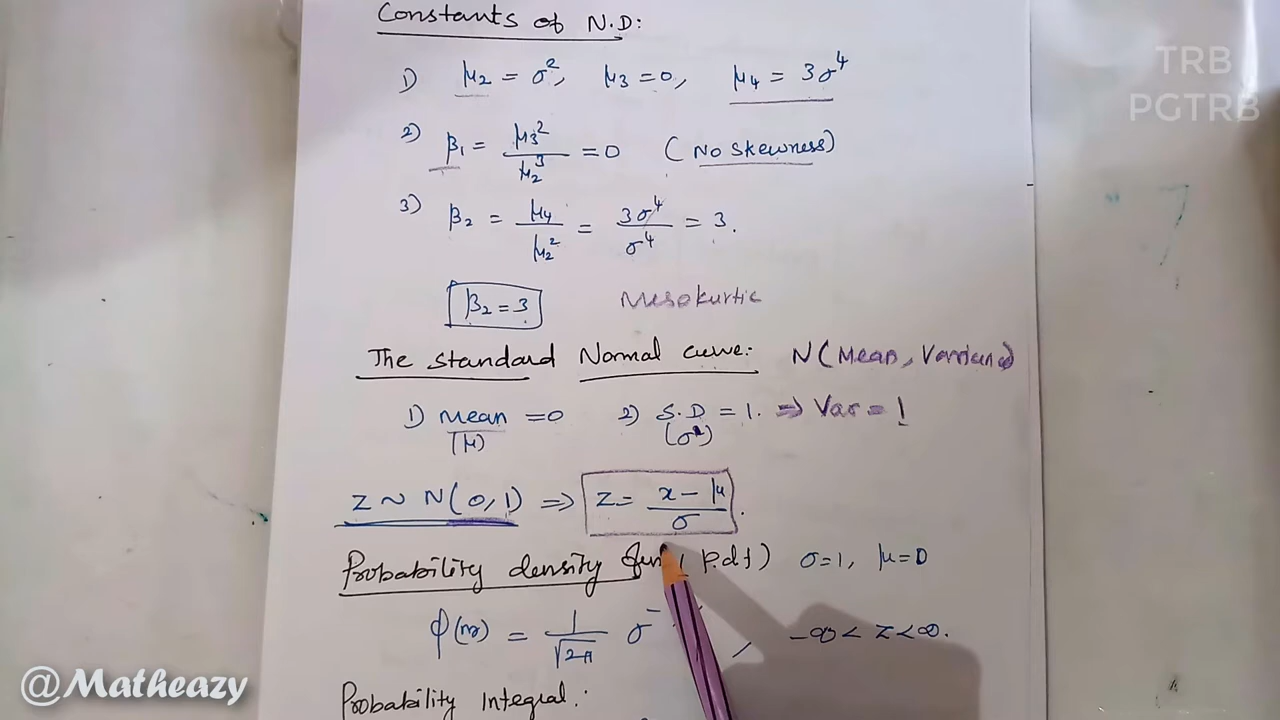 Constants of N.D:
1) μ2 = σ², μ3 = 0, μ4 = 3σ⁴
TRB
PGTRB
2) β1 = μ3² / μ2³ = 0 (No skewness)
3) β2 = μ4 / μ2² = 3σ⁴ / σ⁴ = 3.
β2 = 3 Mesokurtic
The standard Normal curve: N(Mean, Variance)
1) mean = 0 2) S.D = 1. ⇒ Var = 1
(μ) (σ²)
Z ~ N(0,1) ⇒ Z = x − μ / σ .
Probability density (p.d.f) σ=1, μ=0
= 1 / √2π σ⁻ , −∞ < z < ∞.
@Matheazy
Probability Integral: